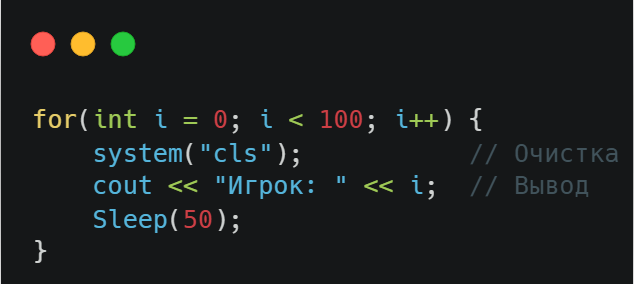 for(int i = 0; i < 100; i++) {
    system("cls");           // Очистка
    cout << "Игрок: " << i;  // Вывод
    Sleep(50);
}